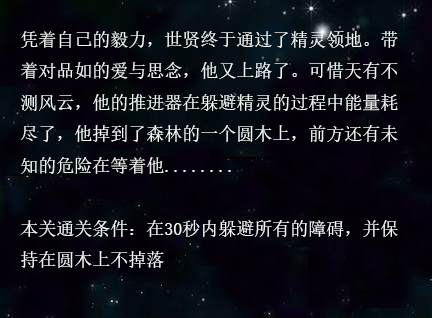 凭着自己的毅力，世贤终于通过了精灵领地。带
着对品如的爱与思念，他又上路了。可惜天有不
测风云，他的推进器在躲避精灵的过程中能量耗
尽了，他掉到了森林的一个圆木上，前方还有未
知的危险在等着他........
本关通关条件：在30秒内躲避所有的障碍，并保
持在圆木上不掉落